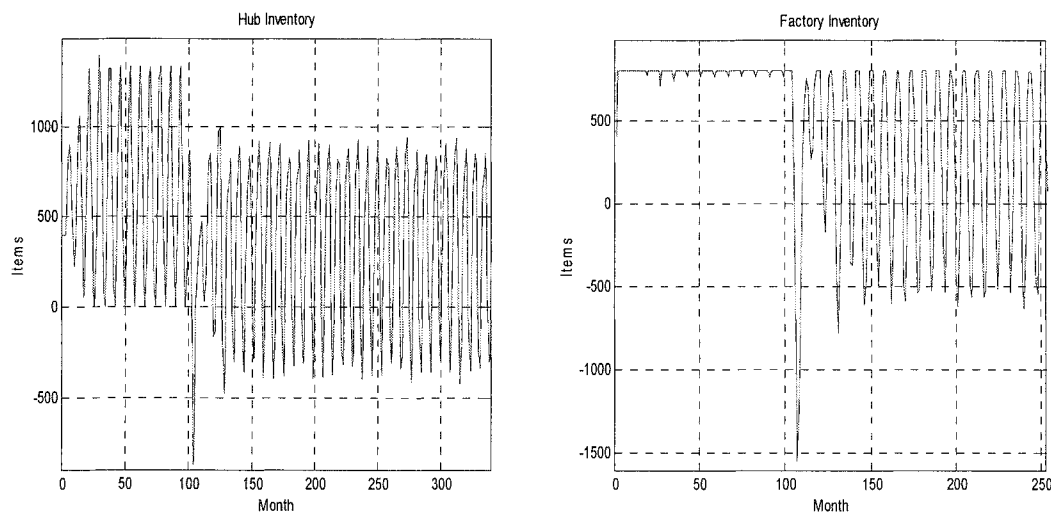 Hub Inventory
1000
500
0
-500
Items
0 50 100 150 200 250 300
Month
Factory Inventory
500
0
-500
-1000
-1500
Items
0 50 100 150 200 250
Month